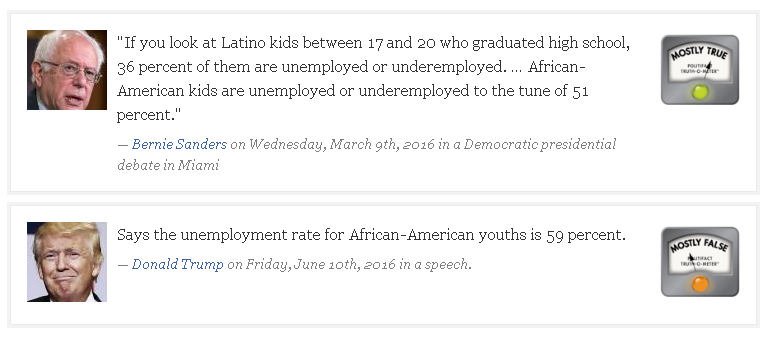 "If you look at Latino kids between 17 and 20 who graduated high school,
36 percent of them are unemployed or underemployed. ... African-
American kids are unemployed or underemployed to the tune of 51
percent."
— Bernie Sanders on Wednesday, March 9th, 2016 in a Democratic presidential
debate in Miami
MOSTLY TRUE
POLITIFACT
TRUTH-O-METER™
Says the unemployment rate for African-American youths is 59 percent.
— Donald Trump on Friday, June 10th, 2016 in a speech.
MOSTLY FALSE
POLITIFACT
TRUTH-O-METER™